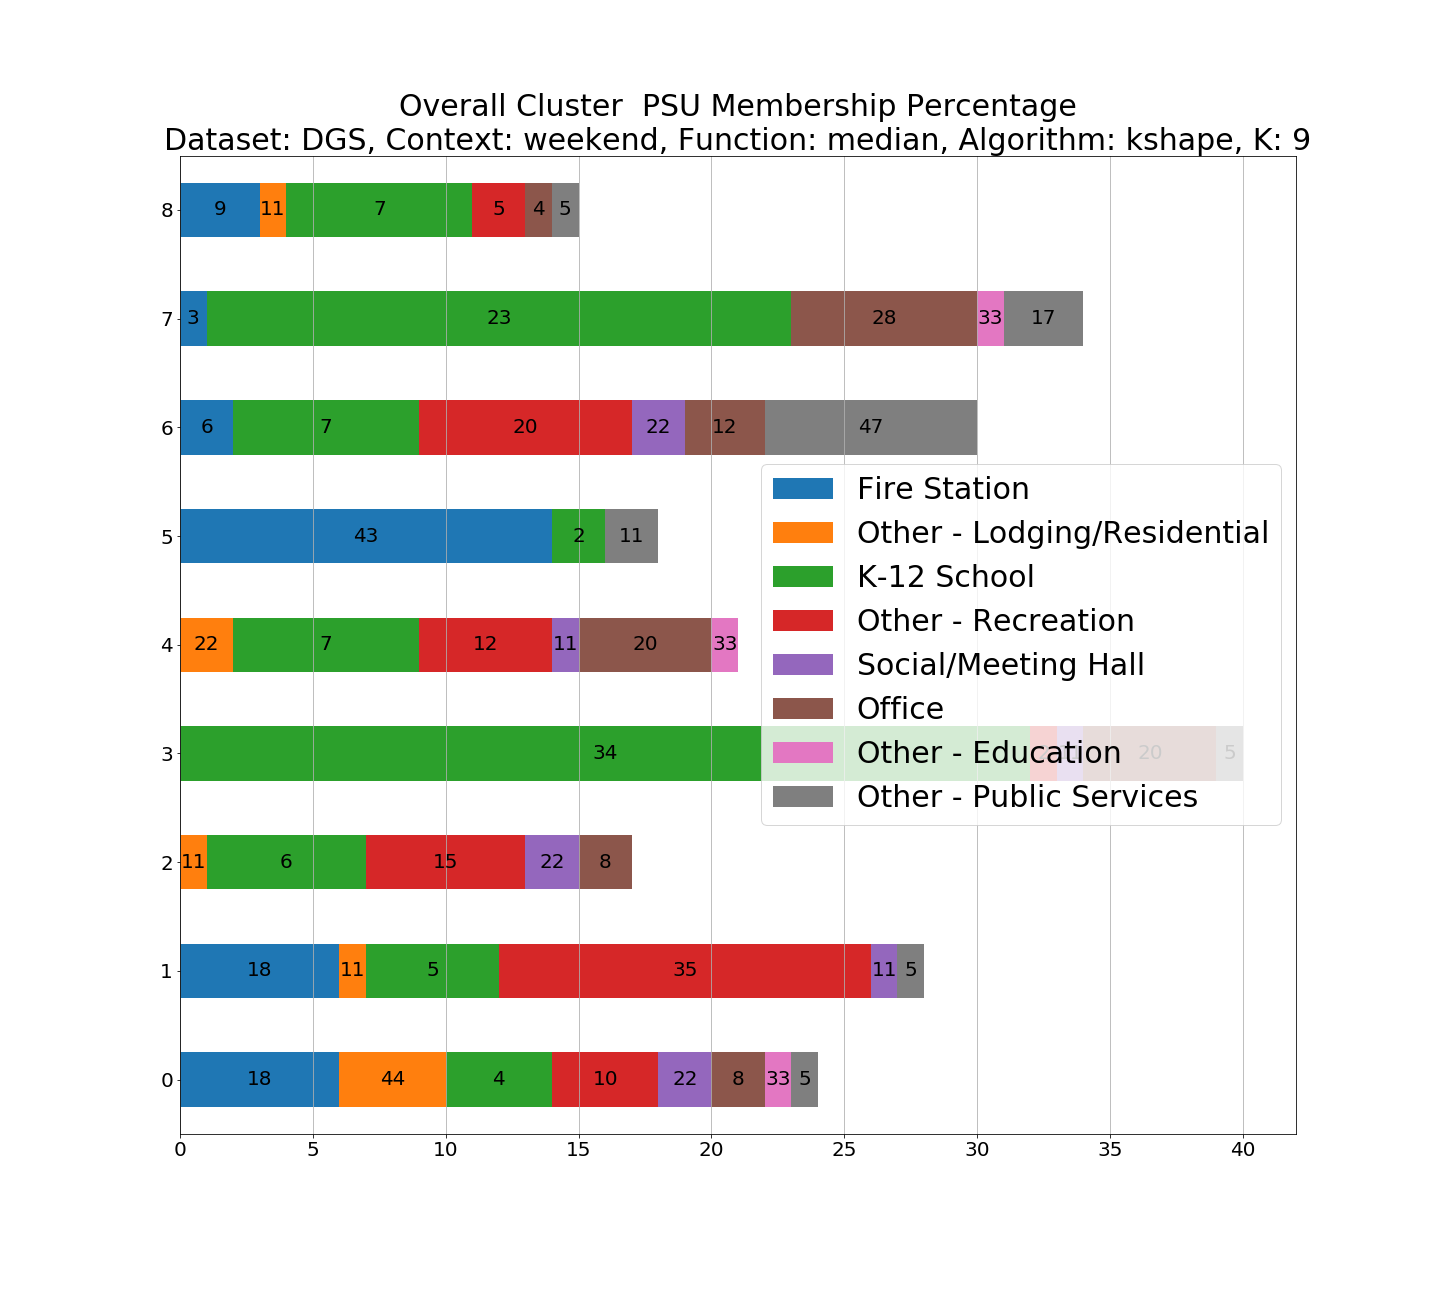 Overall Cluster  PSU Membership Percentage
Dataset: DGS, Context: weekend, Function: median, Algorithm: kshape, K: 9
8 9 11 7 5 4 5
7 3 23 28 33 17
6 6 7 20 22 12 47
Fire Station
Other - Lodging/Residential
5 43 2 11
K-12 School
Other - Recreation
4 22 7 12 11 20 33
Social/Meeting Hall
Office
3 34 20 5
Other - Education
Other - Public Services
2 11 6 15 22 8
1 18 11 5 35 11 5
0 18 44 4 10 22 8 33 5
0 5 10 15 20 25 30 35 40